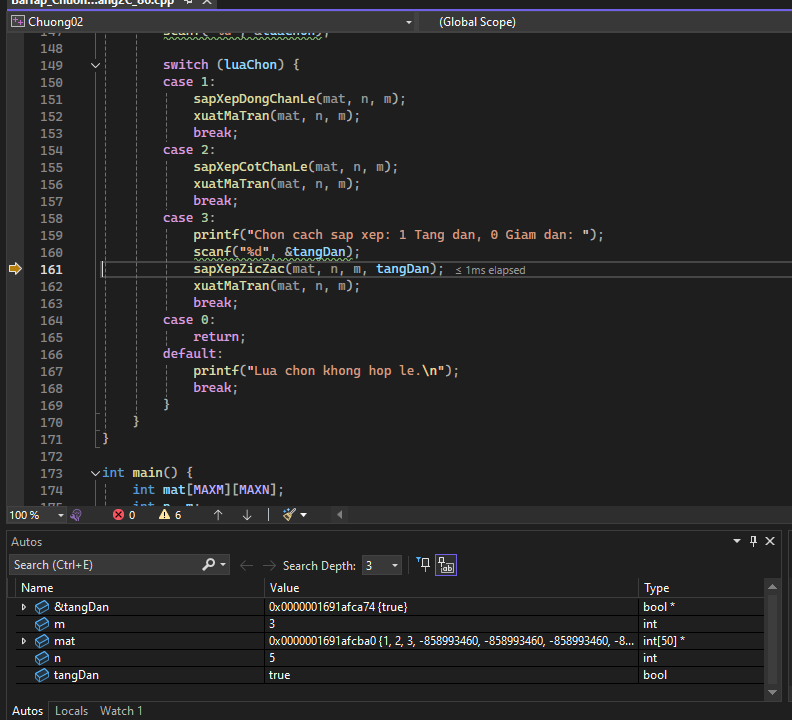 BaiTap_Chuon...ang2C_86.cpp
Chuong02 (Global Scope)
147 scanf("%d", &luaChon);
148
149 switch (luaChon) {
150 case 1:
151 sapXepDongChanLe(mat, n, m);
152 xuatMaTran(mat, n, m);
153 break;
154 case 2:
155 sapXepCotChanLe(mat, n, m);
156 xuatMaTran(mat, n, m);
157 break;
158 case 3:
159 printf("Chon cach sap xep: 1 Tang dan, 0 Giam dan: ");
160 scanf("%d", &tangDan);
161 sapXepZicZac(mat, n, m, tangDan); ≤ 1ms elapsed
162 xuatMaTran(mat, n, m);
163 break;
164 case 0:
165 return;
166 default:
167 printf("Lua chon khong hop le.\n");
168 break;
169 }
170 }
171 }
172
173 int main() {
174 int mat[MAXM][MAXN];
175 int n, m;
100 % 0 6
Autos
Search (Ctrl+E) Search Depth: 3
Name Value Type
&tangDan 0x0000001691afca74 {true} bool *
m 3 int
mat 0x0000001691afcba0 {1, 2, 3, -858993460, -858993460, -858993460, -8... int[50] *
n 5 int
tangDan true bool
Autos Locals Watch 1